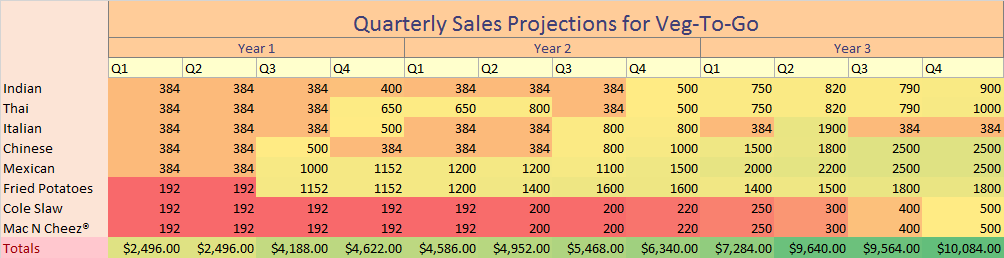 Quarterly Sales Projections for Veg-To-Go
Year 1 Year 2 Year 3
Q1 Q2 Q3 Q4 Q1 Q2 Q3 Q4 Q1 Q2 Q3 Q4
Indian 384 384 384 400 384 384 384 500 750 820 790 900
Thai 384 384 384 650 650 800 384 500 750 820 790 1000
Italian 384 384 384 500 384 384 800 800 384 1900 384 384
Chinese 384 384 500 384 384 384 800 1000 1500 1800 2500 2500
Mexican 384 384 1000 1152 1200 1200 1100 1500 2000 2200 2500 2500
Fried Potatoes 192 192 1152 1152 1200 1400 1600 1600 1400 1500 1800 1800
Cole Slaw 192 192 192 192 192 200 200 220 250 300 400 500
Mac N Cheez® 192 192 192 192 192 200 200 220 250 300 400 500
Totals $2,496.00 $2,496.00 $4,188.00 $4,622.00 $4,586.00 $4,952.00 $5,468.00 $6,340.00 $7,284.00 $9,640.00 $9,564.00 $10,084.00